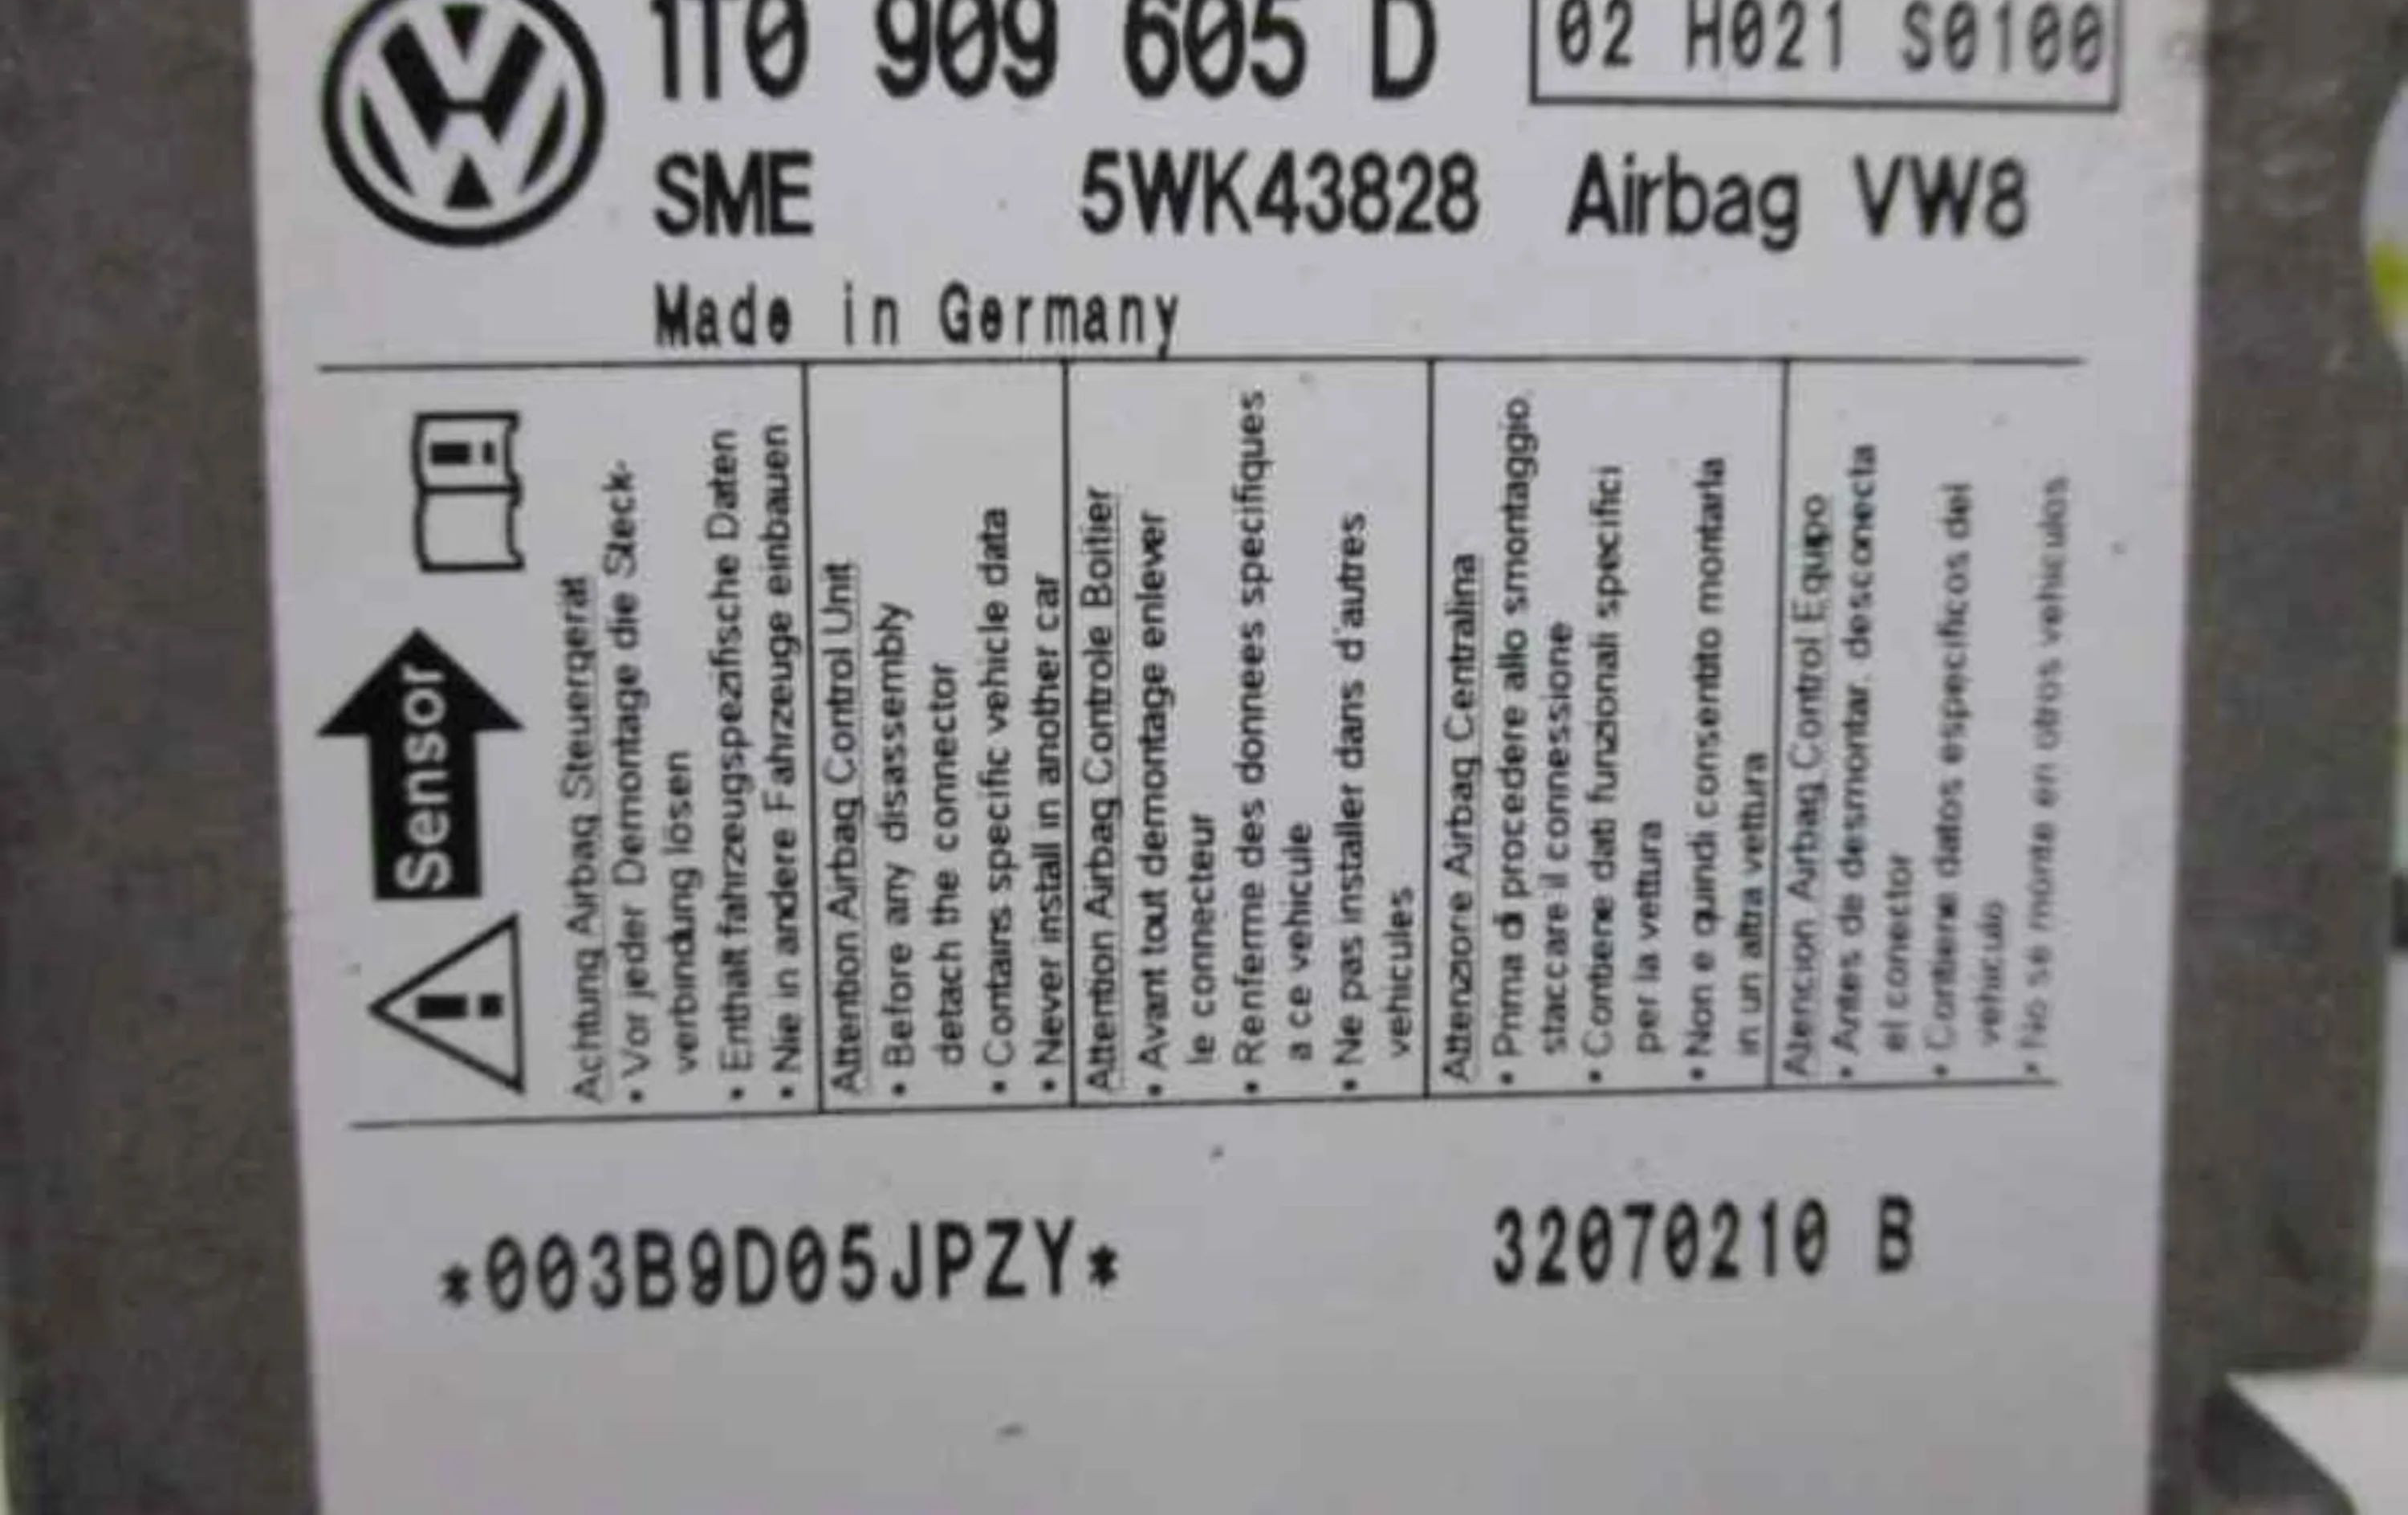 1T0 909 605 D
02 H021 S0100
SME 5WK43828 Airbag VW8
Made in Germany
Sensor
Achtung Airbag Steuergerät
• Vor jeder Demontage die Steck-
verbindung lösen
• Enthält fahrzeugspezifische Daten
• Nie in andere Fahrzeuge einbauen
Attention Airbag Control Unit
• Before any disassembly
detach the connector
• Contains specific vehicle data
• Never install in another car
Attention Airbag Controle Boitier
• Avant tout demontage enlever
le connecteur
• Renferme des donnees specifiques
a ce vehicule
• Ne pas installer dans d'autres
vehicules
Attenzione Airbag Centralina
• Prima di procedere allo smontaggio,
staccare il connessione
• Contiene dati funzionali specifici
per la vettura
• Non e quindi consentito montarla
in un altra vettura
Atencion Airbag Control Equipo
• Antes de desmontar, desconecta
el conector
• Contiene datos especificos del
vehiculo
• No se monte en otros vehiculos
*003B9D05JPZY* 32070210 B